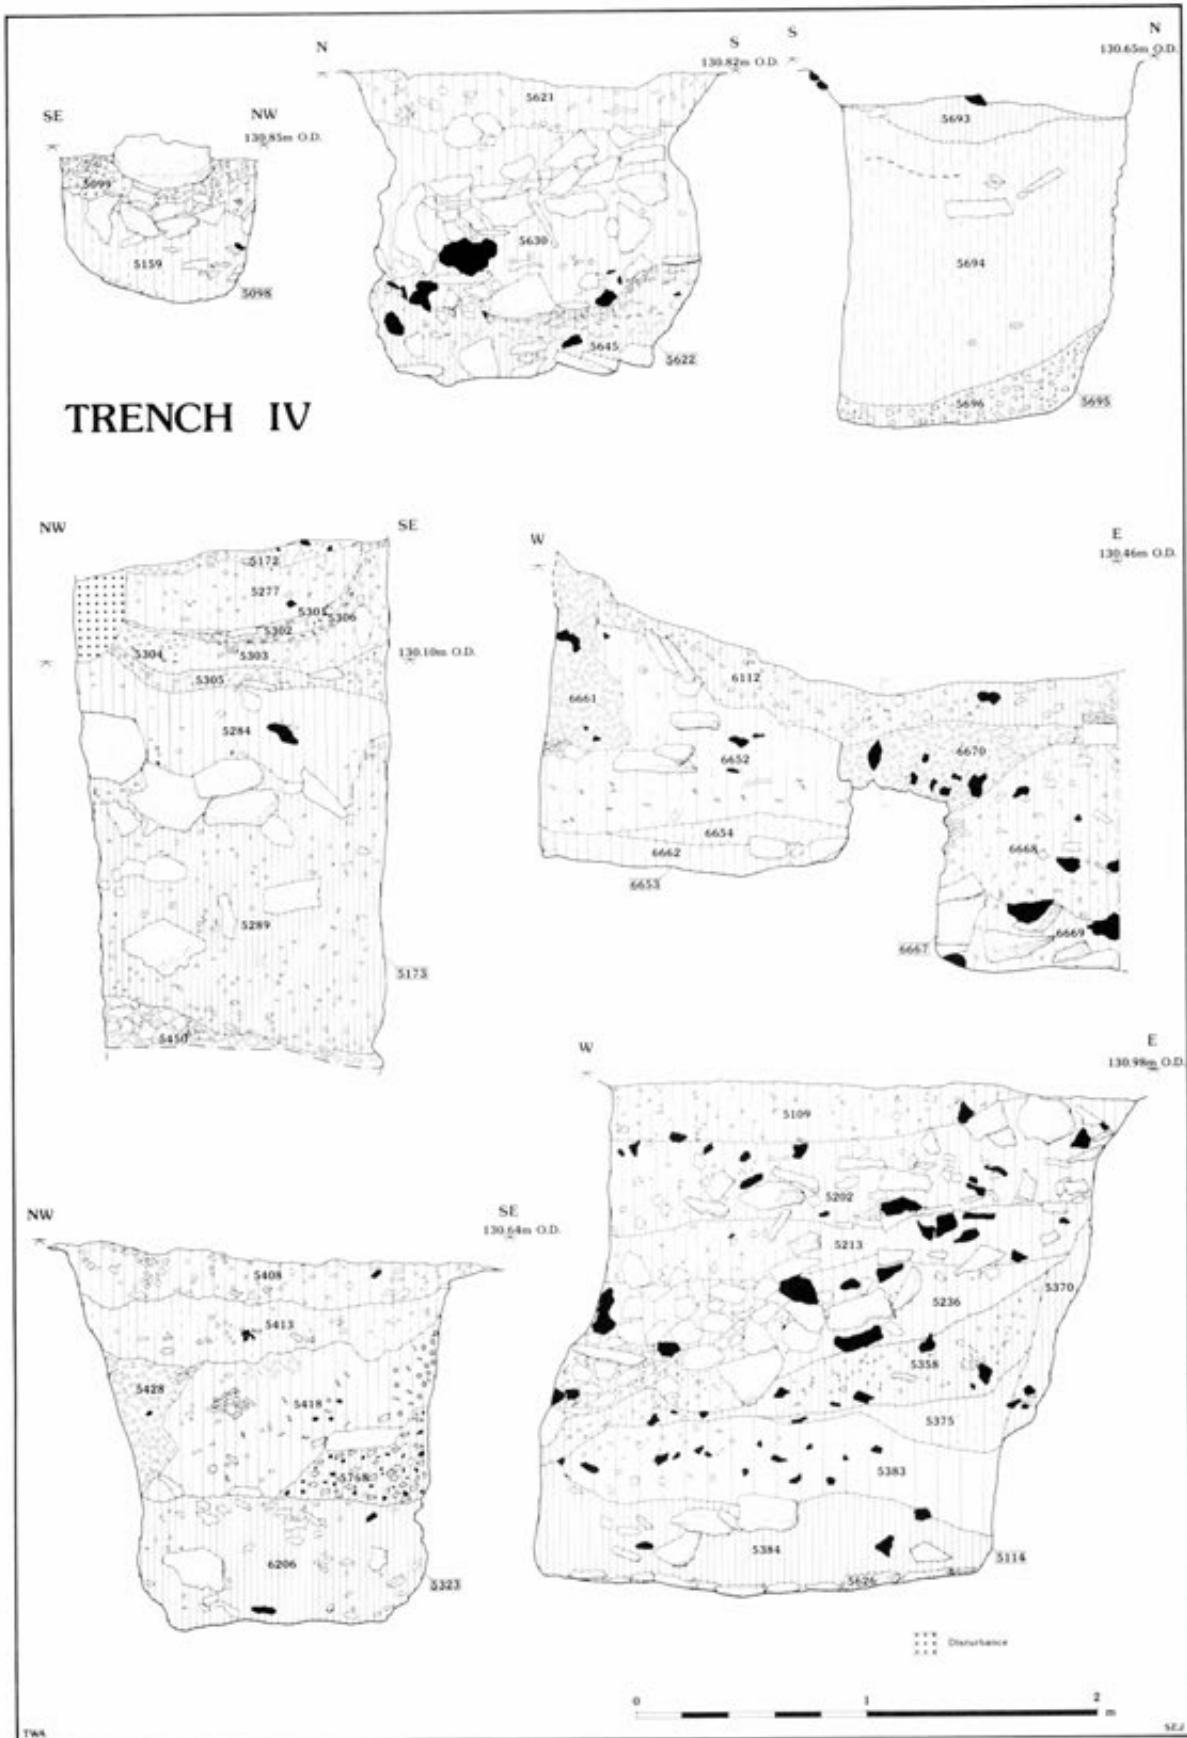 N
S
130.82m O.D.
S
N
130.65m O.D.
SE
NW
130.85m O.D.
5621
5693
5099
5630
5159
5694
5098
5645
5622
5696
5695
TRENCH IV
NW
SE
W
E
130.46m O.D.
5172
5277
5301
5306
5302
5304
5303
130.10m O.D.
5305
6661
6112
5284
6670
6652
6654
6668
6662
6653
5289
6669
6667
5173
5450
W
E
130.98m O.D.
5109
5202
NW
SE
130.64m O.D.
5213
5408
5370
5236
5413
5358
5428
5418
5375
5768
5383
6206
5384
5114
5323
5626
Disturbance
0
1
2
m
TWA
SEJ